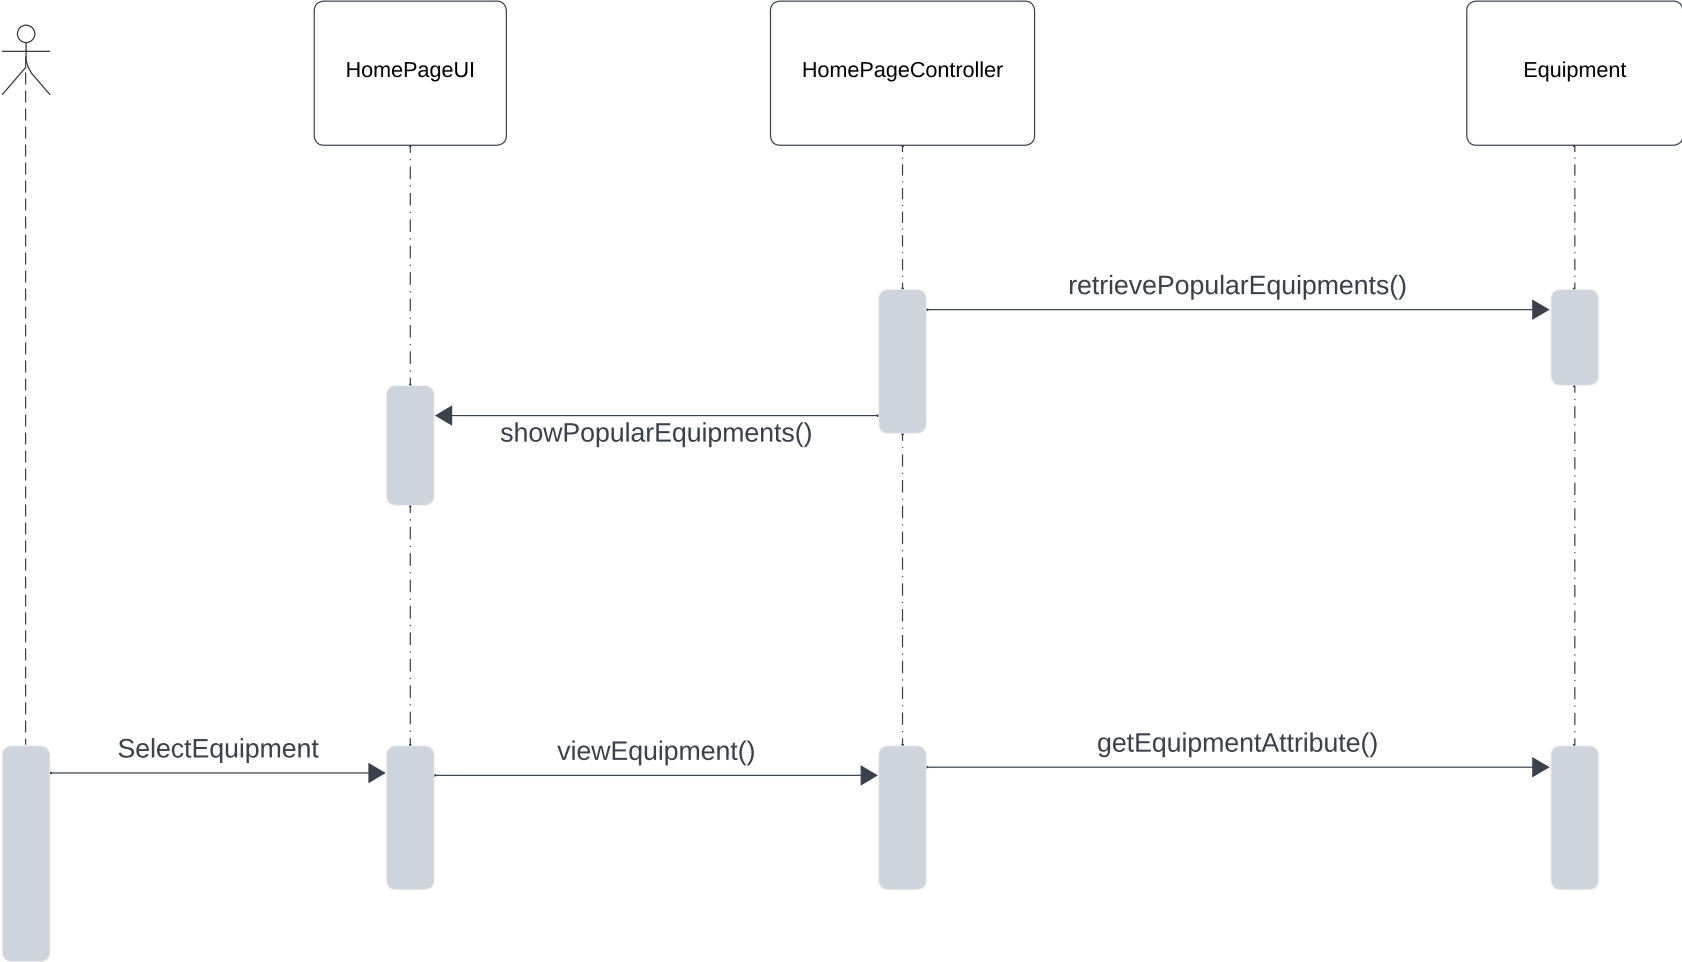 HomePageUI
HomePageController
Equipment
retrievePopularEquipments()
showPopularEquipments()
SelectEquipment
viewEquipment()
getEquipmentAttribute()